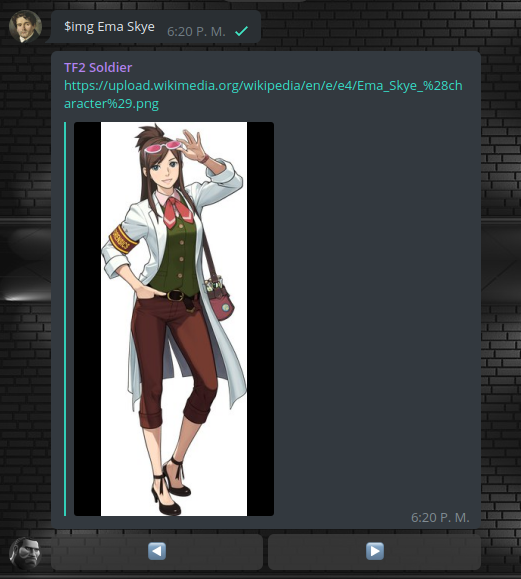 $img Ema Skye
6:20 P. M.
TF2 Soldier
https://upload.wikimedia.org/wikipedia/en/e/e4/Ema_Skye_%28ch
aracter%29.png
6:20 P. M.